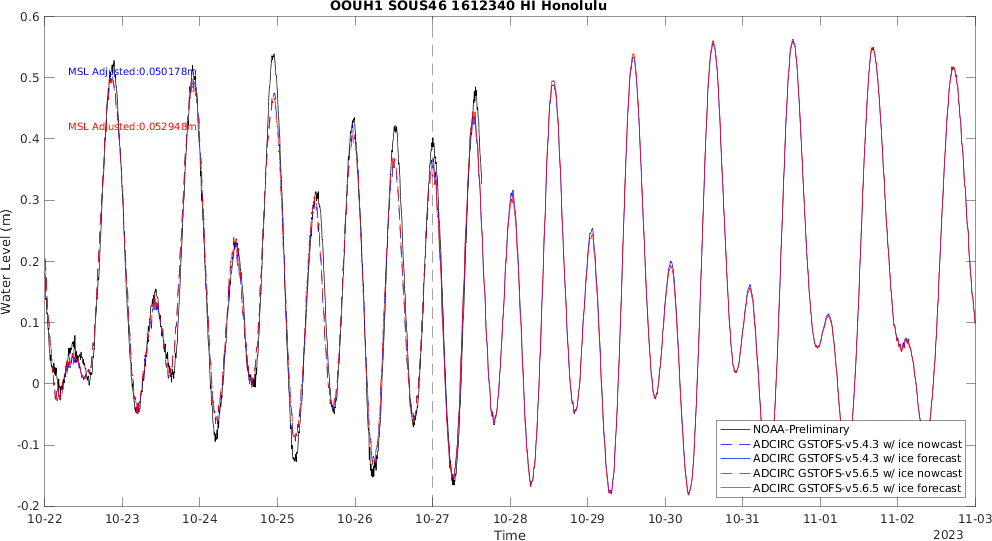 OOUH1 SOUS46 1612340 HI Honolulu
0.6
0.5
0.4
0.3
0.2
0.1
0
-0.1
-0.2
Water Level (m)
MSL Adjusted:0.050178m
MSL Adjusted:0.052948m
NOAA-Preliminary
ADCIRC GSTOFS-v5.4.3 w/ ice nowcast
ADCIRC GSTOFS-v5.4.3 w/ ice forecast
ADCIRC GSTOFS-v5.6.5 w/ ice nowcast
ADCIRC GSTOFS-v5.6.5 w/ ice forecast
10-22 10-23 10-24 10-25 10-26 10-27 10-28 10-29 10-30 10-31 11-01 11-02 11-03
Time
2023